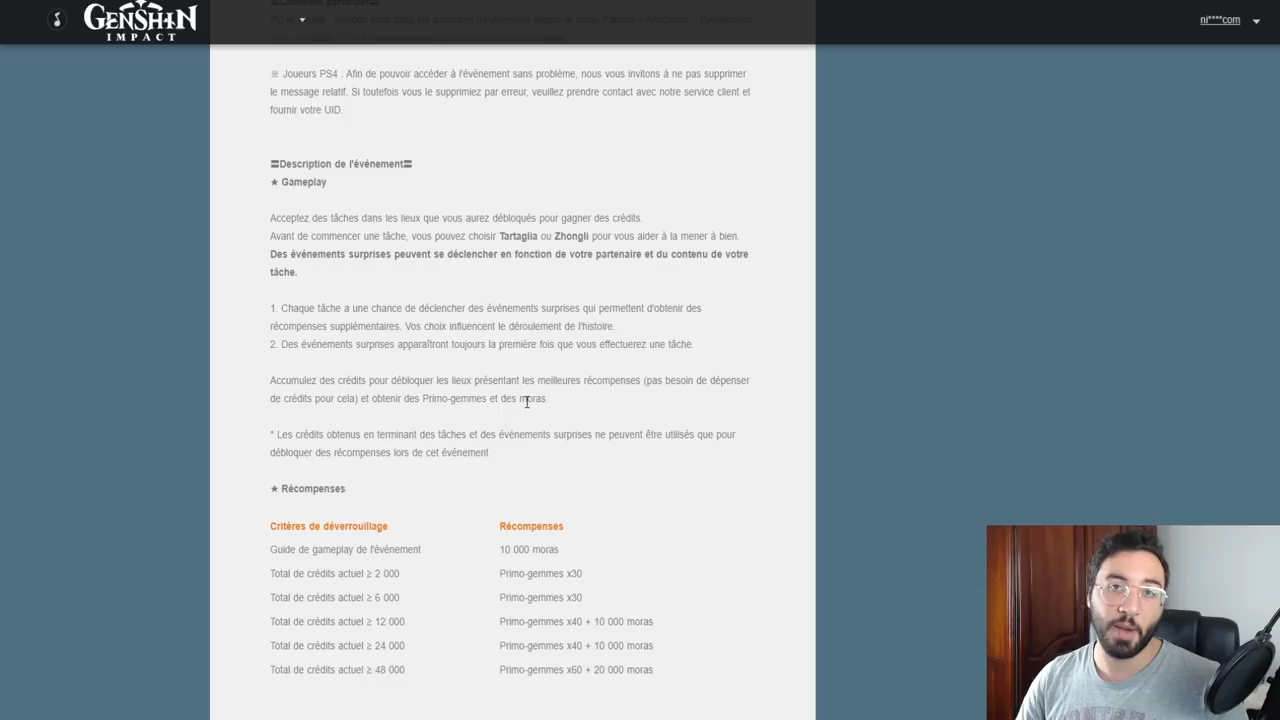 GENSHIN
IMPACT
ni****com
※ Joueurs PS4 : Afin de pouvoir accéder à l'événement sans problème, nous vous invitons à ne pas supprimer
le message relatif. Si toutefois vous le supprimiez par erreur, veuillez prendre contact avec notre service client et
fournir votre UID.
〓Description de l'événement〓
★ Gameplay
Acceptez des tâches dans les lieux que vous aurez débloqués pour gagner des crédits.
Avant de commencer une tâche, vous pouvez choisir Tartaglia ou Zhongli pour vous aider à la mener à bien.
Des événements surprises peuvent se déclencher en fonction de votre partenaire et du contenu de votre
tâche.
1. Chaque tâche a une chance de déclencher des événements surprises qui permettent d'obtenir des
récompenses supplémentaires. Vos choix influencent le déroulement de l'histoire.
2. Des événements surprises apparaîtront toujours la première fois que vous effectuerez une tâche.
Accumulez des crédits pour débloquer les lieux présentant les meilleures récompenses (pas besoin de dépenser
de crédits pour cela) et obtenir des Primo-gemmes et des moras.
* Les crédits obtenus en terminant des tâches et des événements surprises ne peuvent être utilisés que pour
débloquer des récompenses lors de cet événement
★ Récompenses
Critères de déverrouillage Récompenses
Guide de gameplay de l'événement 10 000 moras
Total de crédits actuel ≥ 2 000 Primo-gemmes x30
Total de crédits actuel ≥ 6 000 Primo-gemmes x30
Total de crédits actuel ≥ 12 000 Primo-gemmes x40 + 10 000 moras
Total de crédits actuel ≥ 24 000 Primo-gemmes x40 + 10 000 moras
Total de crédits actuel ≥ 48 000 Primo-gemmes x60 + 20 000 moras